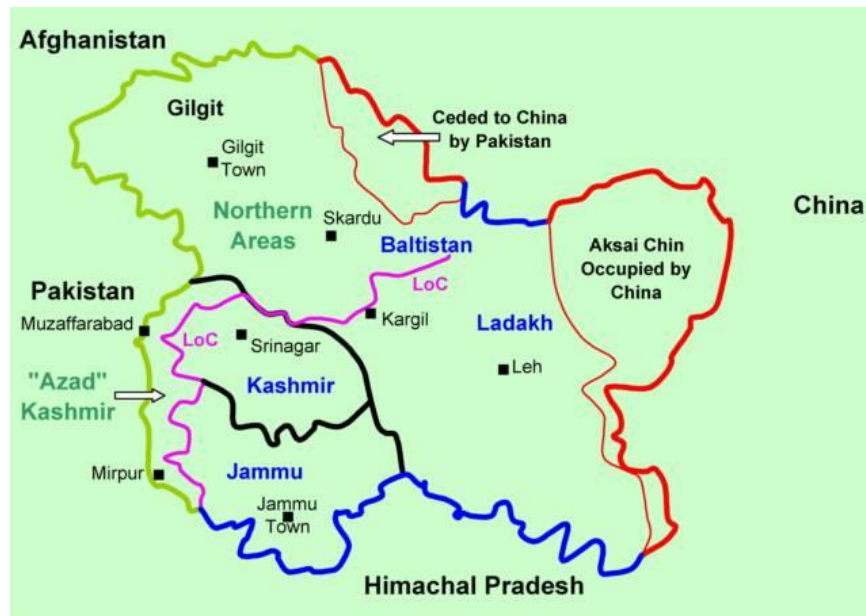 Afghanistan
Gilgit
Ceded to China
by Pakistan
Gilgit
Town
China
Northern
Areas
Skardu
Baltistan
Aksai Chin
Occupied by
China
Pakistan
LoC
Muzaffarabad
Kargil
Ladakh
LoC
Srinagar
Leh
Kashmir
"Azad"
Kashmir
Mirpur
Jammu
Jammu
Town
Himachal Pradesh